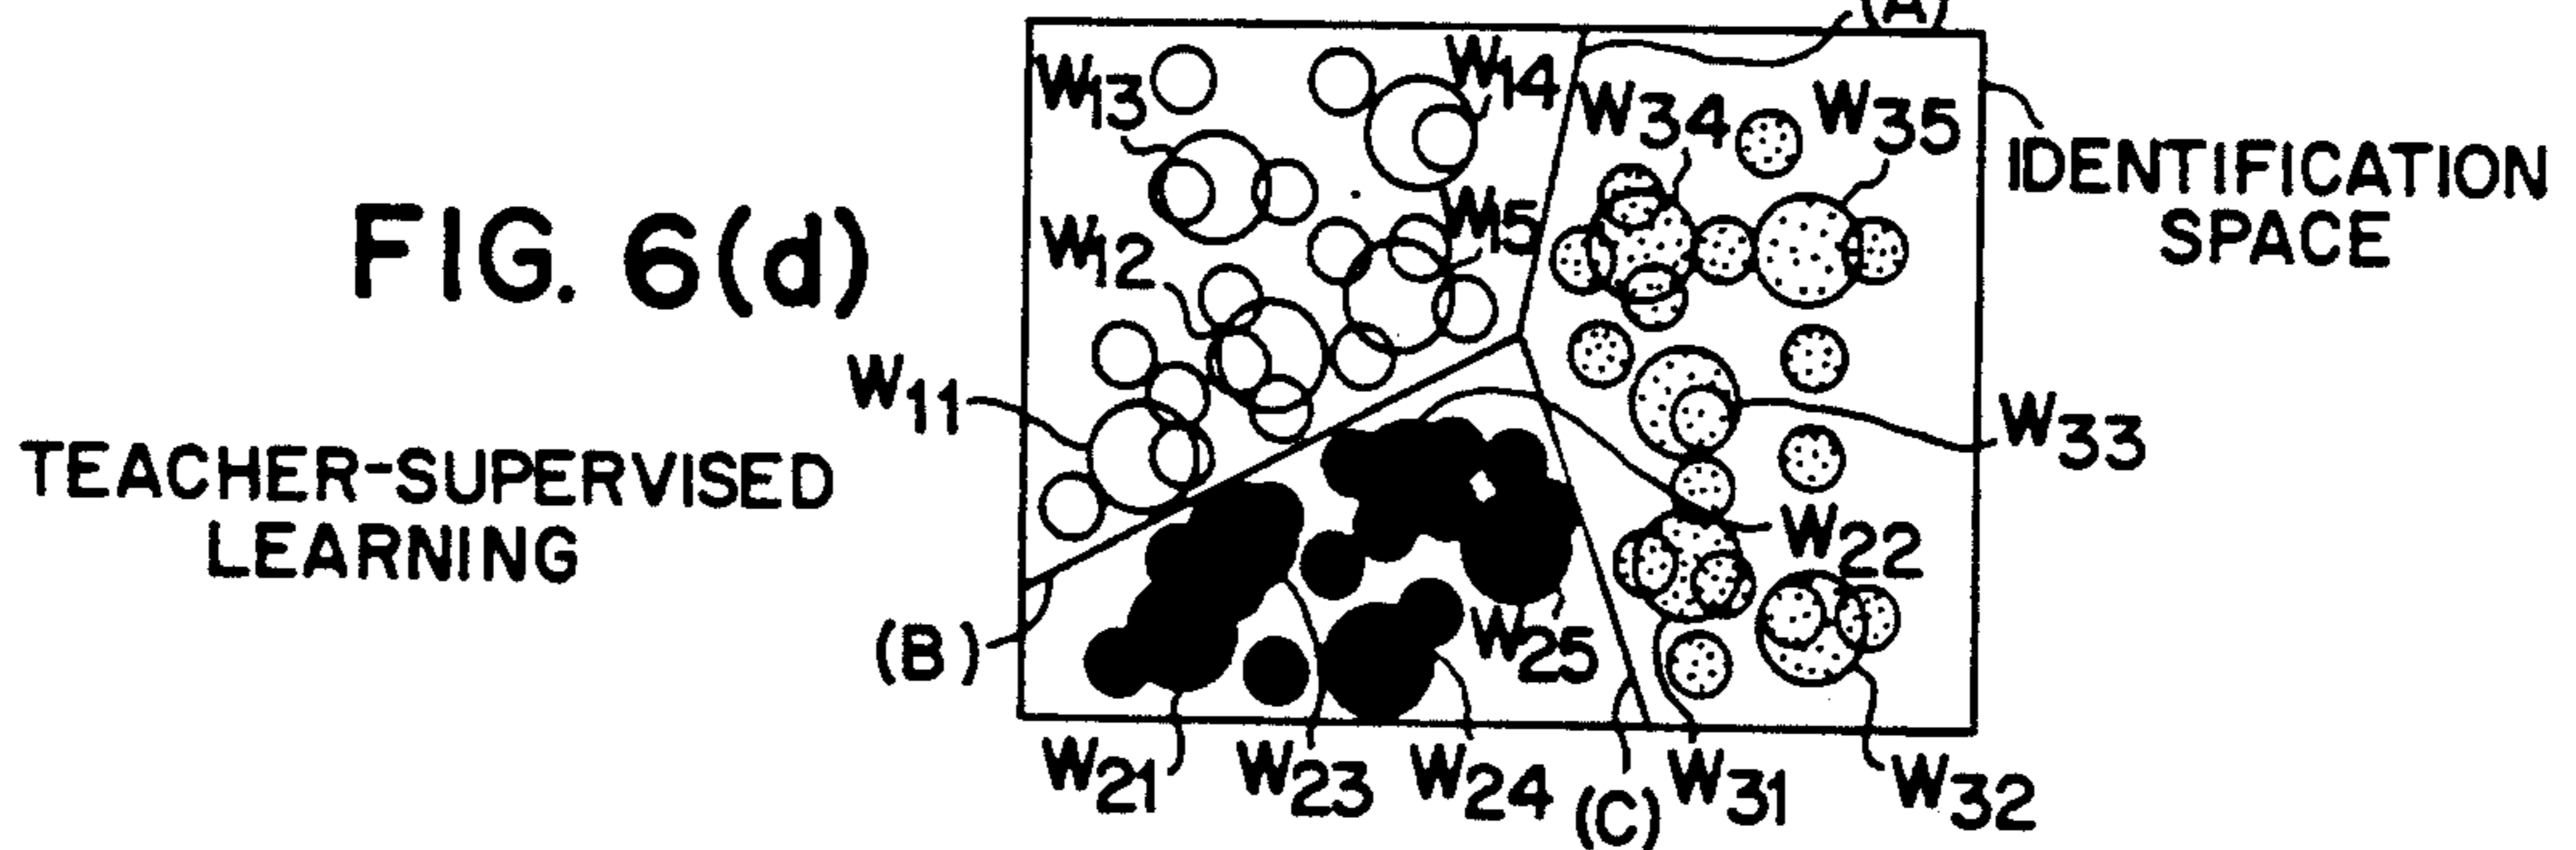 (A)
W13
W14
W34
W35
IDENTIFICATION
SPACE
FIG. 6(d)
W12
W15
W11
W33
TEACHER-SUPERVISED
LEARNING
W22
(B)
W25
W21
W23
W24
(C)
W31
W32